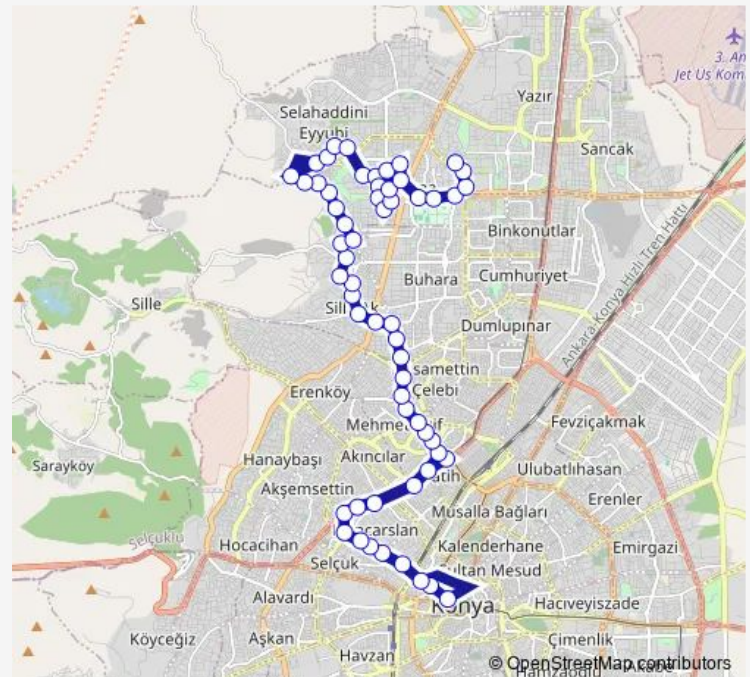 3. An
Jet Us Kom
Yazır
Selahaddini
Eyyubi
Sancak
Binkonutlar
Buhara
Cumhuriyet
Ankara Konya Hızlı Tren Hattı
Sille
Dumlupınar
samettin
Çelebi
Erenköy
Fevziçakmak
Hanaybaşı
Akıncılar
Sarayköy
Ulubatlıhasan
Akşemsettin
Erenler
Musalla Bağları
Selçuklu
Hocacihan
Kalenderhane
Emirgazi
Selçuk
Sultan Mesud
Alavardı
Konya
Hacıveyiszade
Köyceğiz
Aşkan
Çimenlik
Havzan
© OpenStreetMap contributors